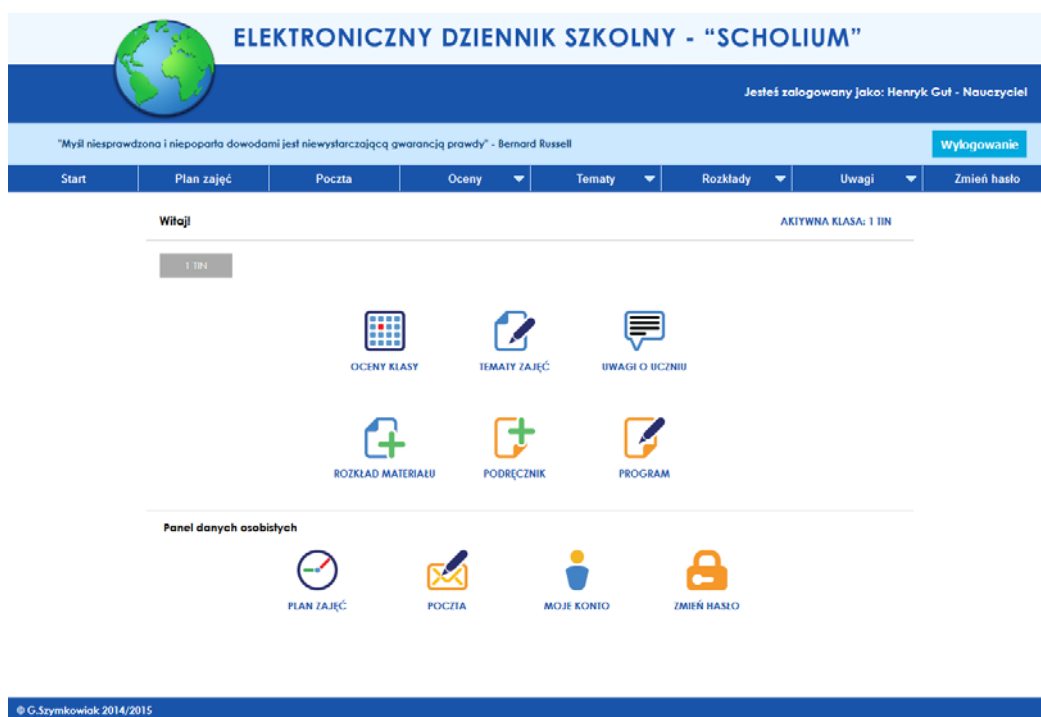 ELEKTRONICZNY DZIENNIK SZKOLNY - “SCHOLIUM”
Jesteś zalogowany jako: Henryk Gut - Nauczyciel
"Myśl niesprawdzona i niepoparta dowodami jest niewystarczającą gwarancją prawdy" - Bernard Russell
Wylogowanie
Start Plan zajęć Poczta Oceny Tematy Rozkłady Uwagi Zmień hasło
Witaj! AKTYWNA KLASA: 1 TIN
1 TIN
OCENY KLASY TEMATY ZAJĘĆ UWAGI O UCZNIU
ROZKŁAD MATERIAŁU PODRĘCZNIK PROGRAM
Panel danych osobistych
PLAN ZAJĘĆ POCZTA MOJE KONTO ZMIEŃ HASŁO
© G.Szymkowiak 2014/2015